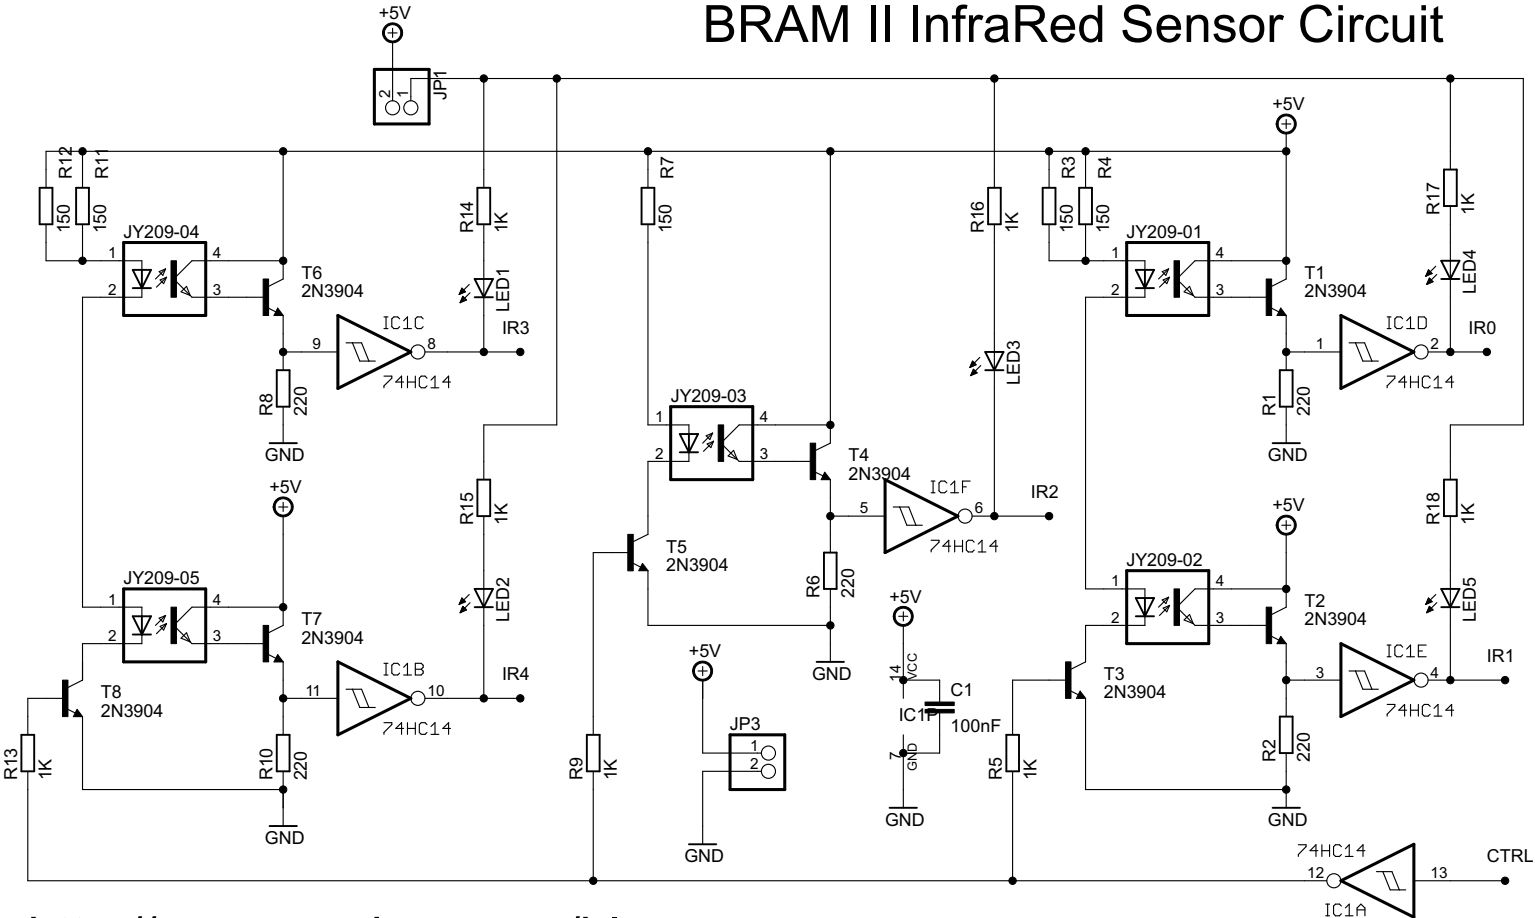 BRAM II InfraRed Sensor Circuit
+5V
2
1
JP1
+5V
R12
150
R11
150
R14
1K
R7
150
R16
1K
R3
150
R4
150
R17
1K
JY209-04
1
2
4
3
T6
2N3904
LED1
IR3
IC1C
9
8
74HC14
R8
220
GND
JY209-01
1
2
4
3
T1
2N3904
LED4
IR0
IC1D
1
2
74HC14
R1
220
GND
LED3
JY209-03
1
2
4
3
T4
2N3904
IC1F
5
6
IR2
74HC14
T5
2N3904
R6
220
GND
+5V
R15
1K
R18
1K
+5V
JY209-05
1
2
4
3
T7
2N3904
LED2
IR4
IC1B
11
10
74HC14
T8
2N3904
R13
1K
R10
220
GND
R9
1K
+5V
JP3
1
2
GND
+5V
14
VCC
C1
IC1P
100nF
7
GND
GND
JY209-02
1
2
4
3
T2
2N3904
LED5
IR1
IC1E
3
4
74HC14
T3
2N3904
R5
1K
R2
220
GND
74HC14
12
13
CTRL
IC1A